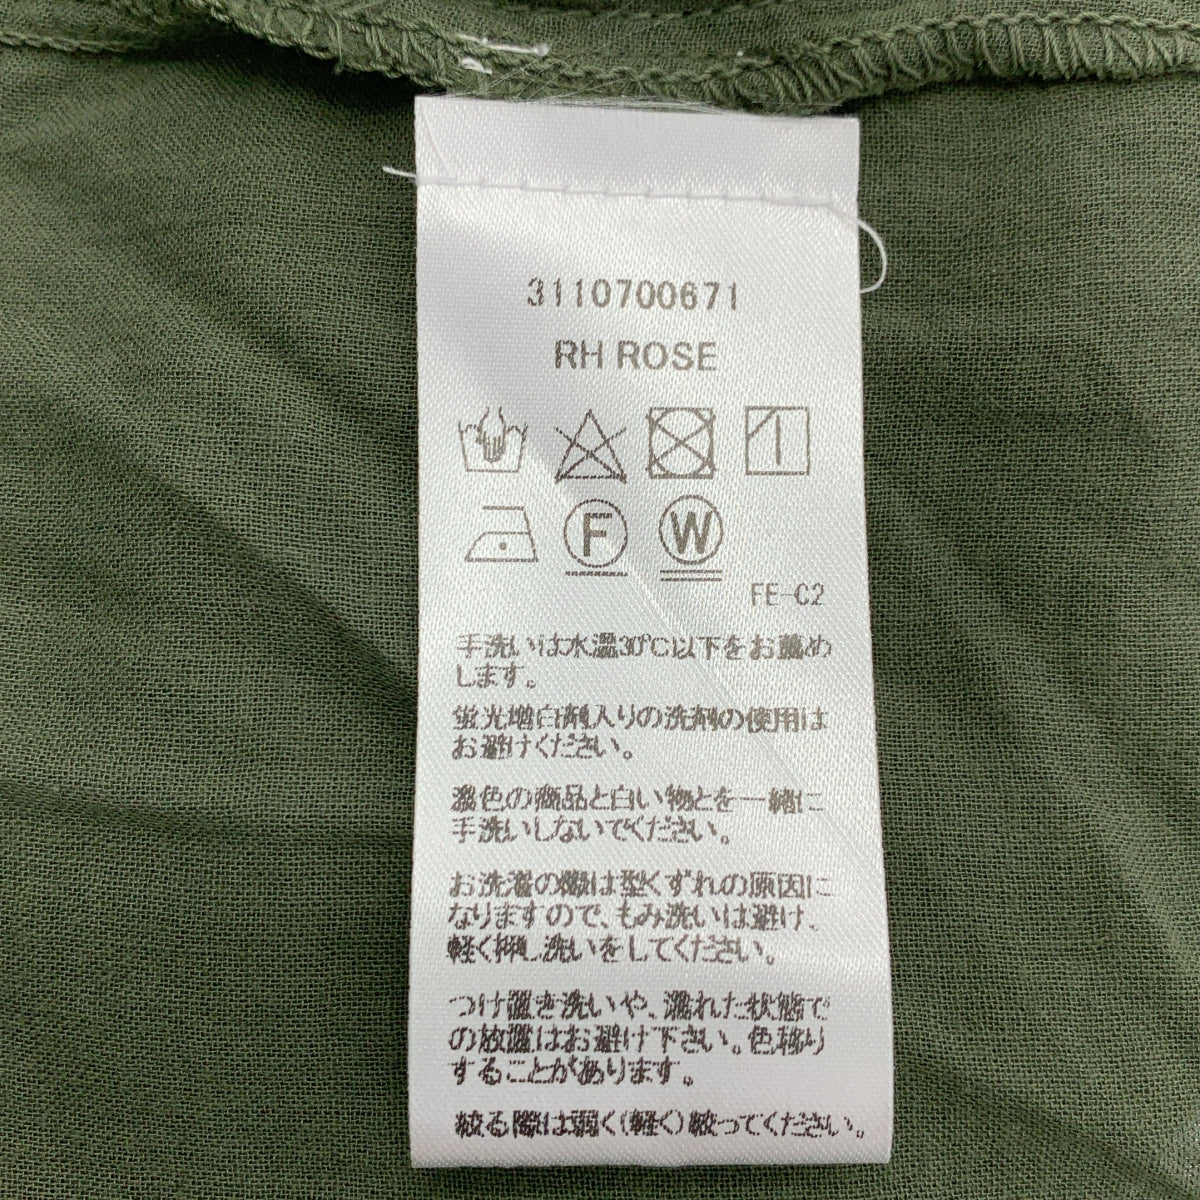 3110700671
RH ROSE
F W
FE-C2
手洗いは水温30℃以下をお薦め
します。
蛍光増白剤入りの洗剤の使用は
お避けください。
濃色の商品と白い物とを一緒に
手洗いしないでください。
お洗濯の際は型くずれの原因に
なりますので、もみ洗いは避け、
軽く押し洗いをしてください。
つけ置き洗いや、濡れた状態で
の放置はお避け下さい。色移り
することがあります。
絞る際は弱く(軽く)絞ってください。